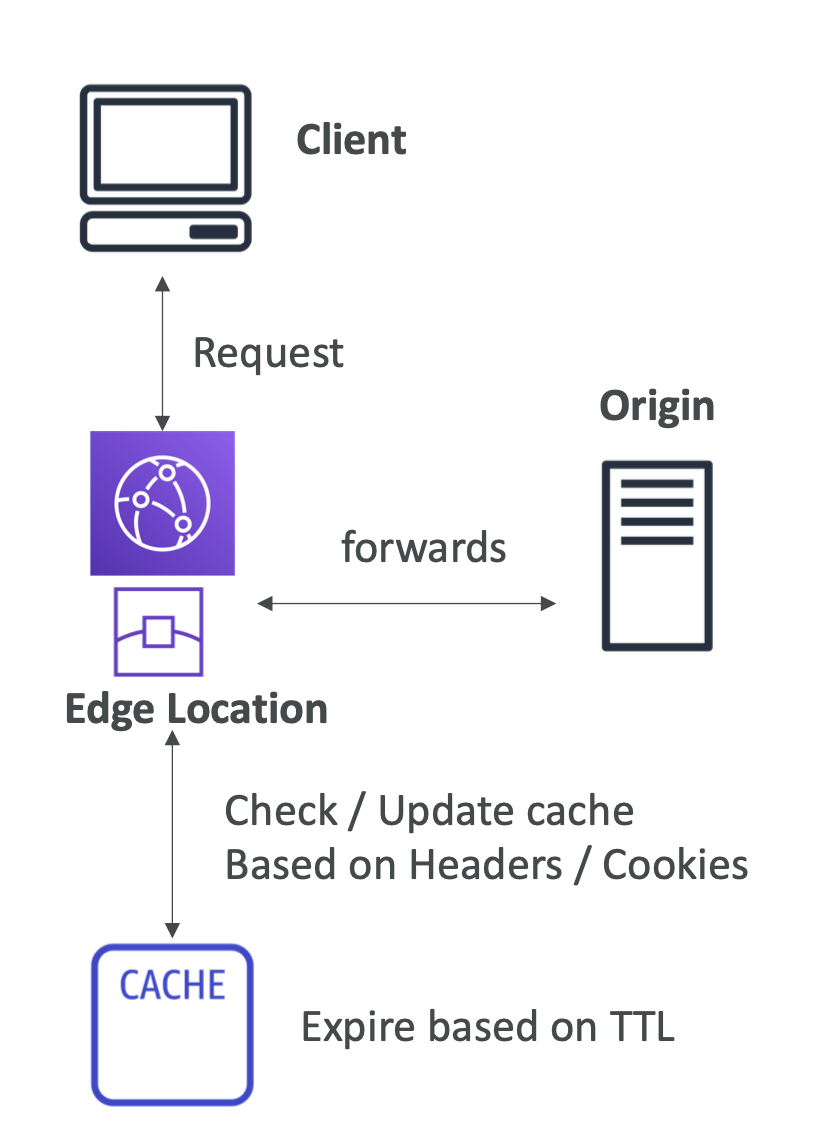 Client
Request
Origin
forwards
Edge Location
Check / Update cache
Based on Headers / Cookies
CACHE
Expire based on TTL